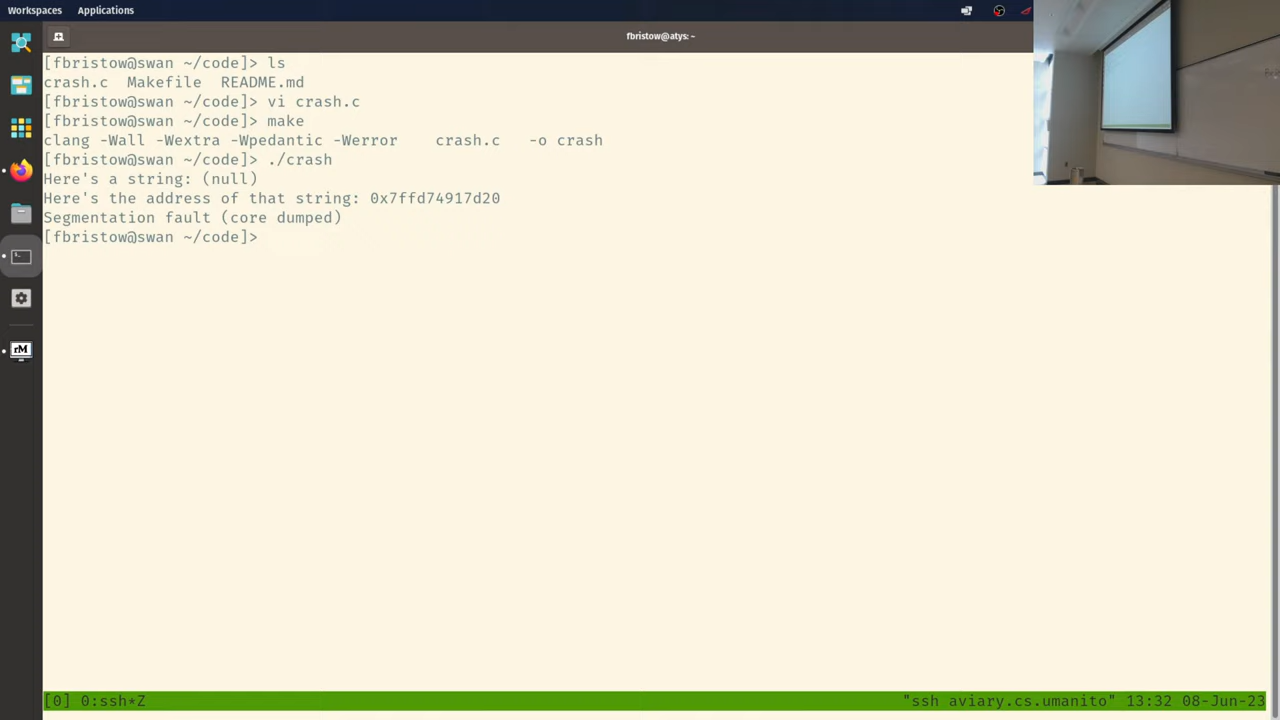 Workspaces Applications
fbristow@atys: ~
[fbristow@swan ~/code]> ls
crash.c  Makefile  README.md
[fbristow@swan ~/code]> vi crash.c
[fbristow@swan ~/code]> make
clang -Wall -Wextra -Wpedantic -Werror    crash.c   -o crash
[fbristow@swan ~/code]> ./crash
Here's a string: (null)
Here's the address of that string: 0x7ffd74917d20
Segmentation fault (core dumped)
[fbristow@swan ~/code]>
rM
[0] 0:ssh*Z "ssh aviary.cs.umanito" 13:32 08-Jun-23